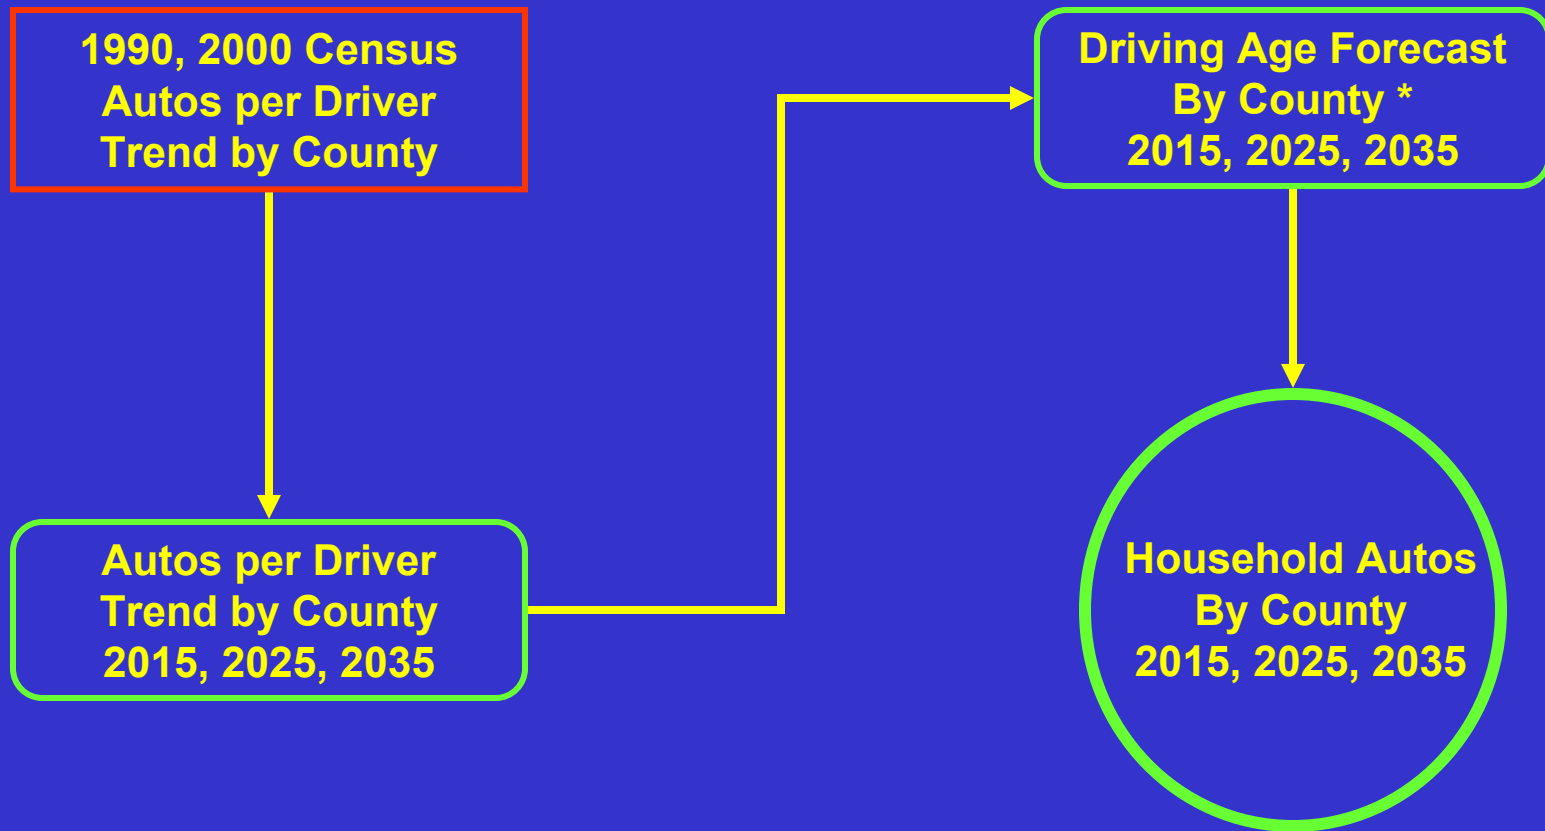 1990, 2000 Census
Autos per Driver
Trend by County
Autos per Driver
Trend by County
2015, 2025, 2035
Driving Age Forecast
By County *
2015, 2025, 2035
Household Autos
By County
2015, 2025, 2035